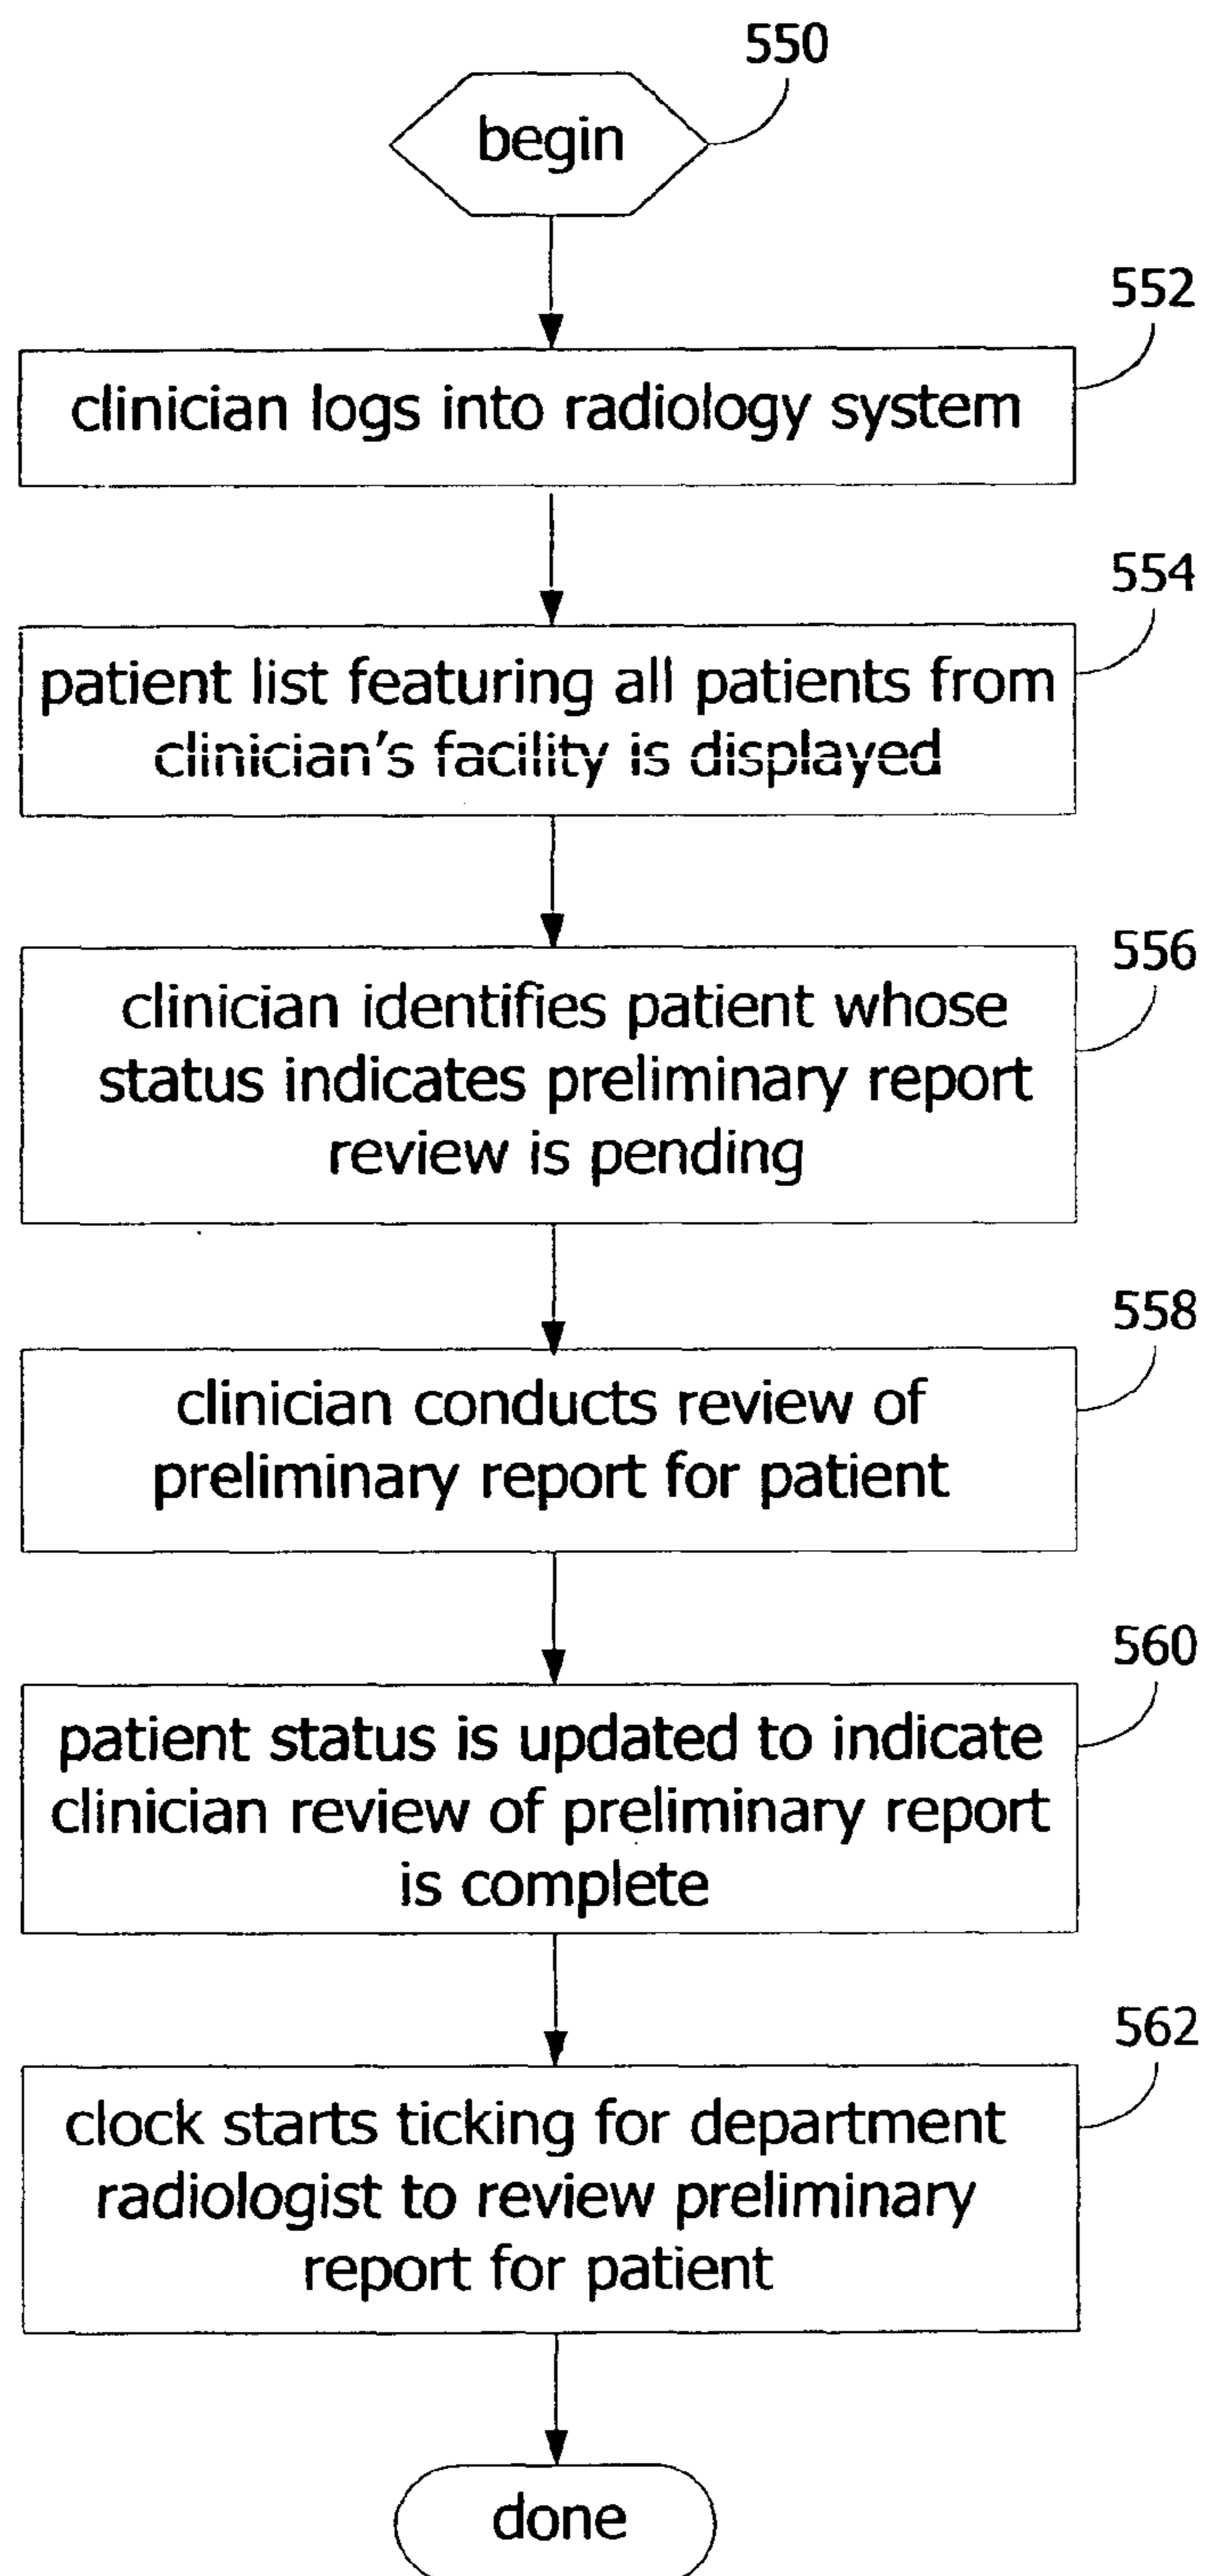 550
begin
552
clinician logs into radiology system
554
patient list featuring all patients from
clinician's facility is displayed
556
clinician identifies patient whose
status indicates preliminary report
review is pending
558
clinician conducts review of
preliminary report for patient
560
patient status is updated to indicate
clinician review of preliminary report
is complete
562
clock starts ticking for department
radiologist to review preliminary
report for patient
done